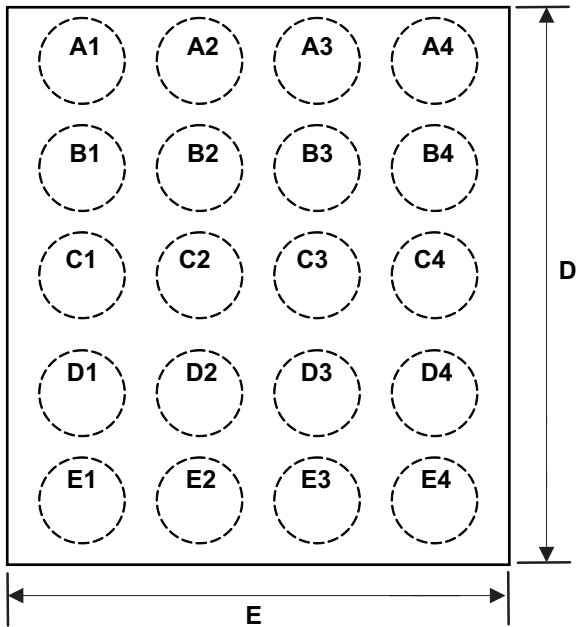 A1 A2 A3 A4
B1 B2 B3 B4
C1 C2 C3 C4
D
D1 D2 D3 D4
E1 E2 E3 E4
E